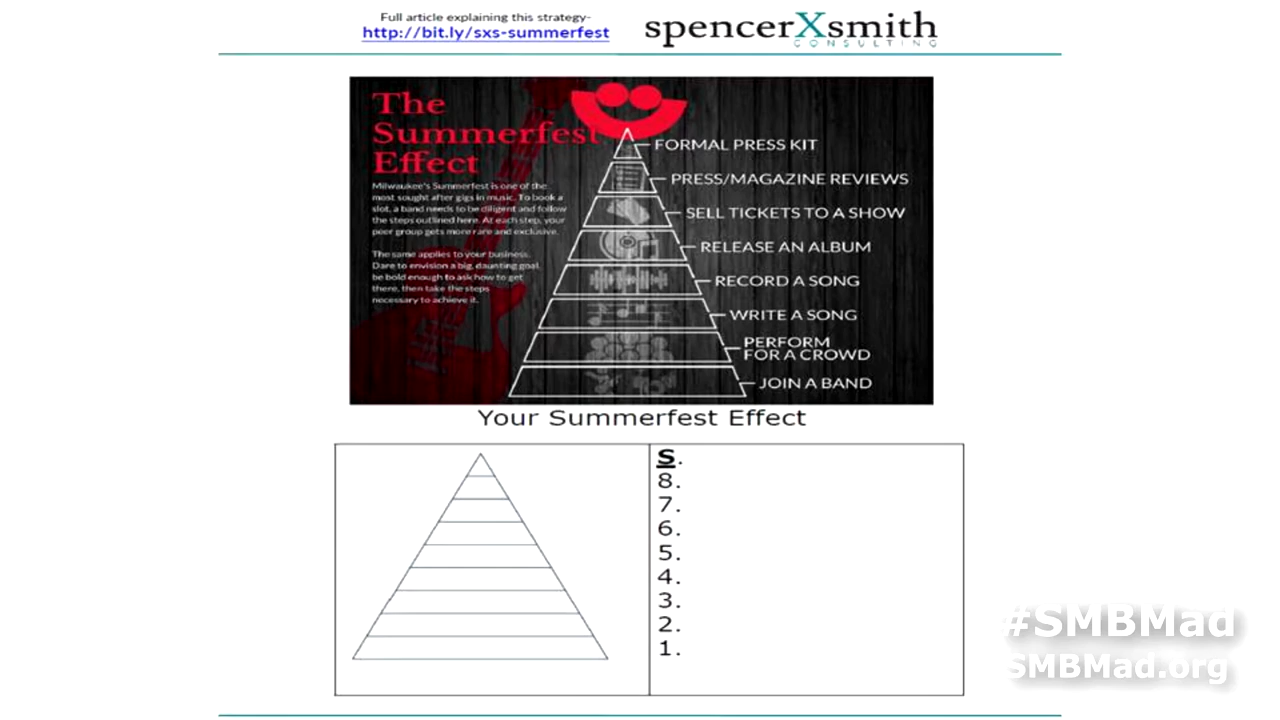 Full article explaining this strategy-
http://bit.ly/sxs-summerfest
spencerXsmith
CONSULTING
The
Summerfest
Effect
Milwaukee's Summerfest is one of the
most sought after gigs in music. To book a
slot, a band needs to be diligent and follow
the steps outlined here. At each step, your
peer group gets more rare and exclusive.
The same applies to your business.
Dare to envision a big, daunting goal,
be bold enough to ask how to get
there, then take the steps
necessary to achieve it.
FORMAL PRESS KIT
PRESS/MAGAZINE REVIEWS
SELL TICKETS TO A SHOW
RELEASE AN ALBUM
RECORD A SONG
WRITE A SONG
PERFORM
FOR A CROWD
JOIN A BAND
Your Summerfest Effect
S.
8.
7.
6.
5.
4.
3.
2.
1.
#SMBMad
SMBMad.org